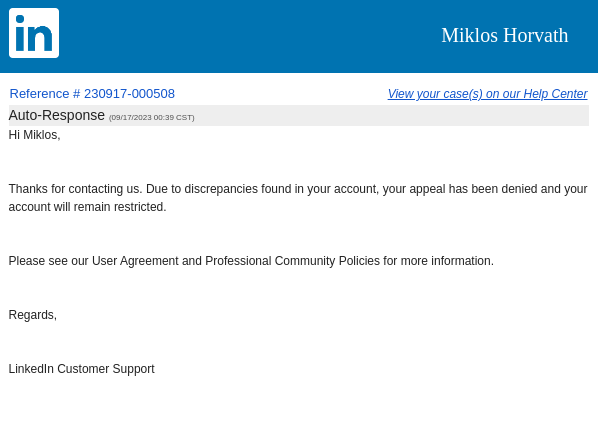 in
Miklos Horvath
Reference # 230917-000508
View your case(s) on our Help Center
Auto-Response (09/17/2023 00:39 CST)
Hi Miklos,
Thanks for contacting us. Due to discrepancies found in your account, your appeal has been denied and your
account will remain restricted.
Please see our User Agreement and Professional Community Policies for more information.
Regards,
LinkedIn Customer Support